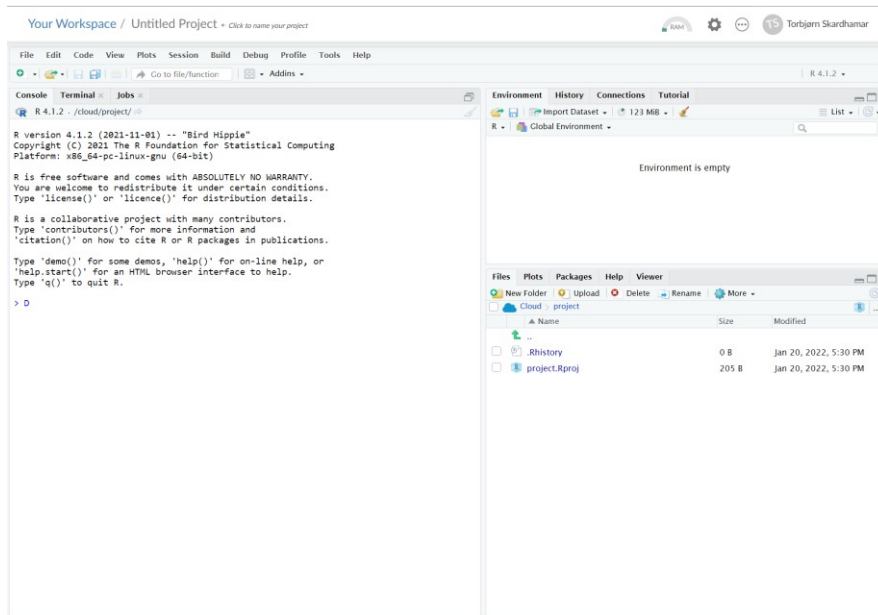 Your Workspace / Untitled Project Click to name your project
RAM
TS Torbjørn Skardhamar
File Edit Code View Plots Session Build Debug Profile Tools Help
Go to file/function Addins R 4.1.2
Console Terminal Jobs
R 4.1.2 . /cloud/project/
R version 4.1.2 (2021-11-01) -- "Bird Hippie"
Copyright (C) 2021 The R Foundation for Statistical Computing
Platform: x86_64-pc-linux-gnu (64-bit)
R is free software and comes with ABSOLUTELY NO WARRANTY.
You are welcome to redistribute it under certain conditions.
Type 'license()' or 'licence()' for distribution details.
R is a collaborative project with many contributors.
Type 'contributors()' for more information and
'citation()' on how to cite R or R packages in publications.
Type 'demo()' for some demos, 'help()' for on-line help, or
'help.start()' for an HTML browser interface to help.
Type 'q()' to quit R.
> D
Environment History Connections Tutorial
Import Dataset 123 MiB List
R Global Environment
Environment is empty
Files Plots Packages Help Viewer
New Folder Upload Delete Rename More
Cloud project
Name Size Modified
..
.Rhistory 0 B Jan 20, 2022, 5:30 PM
project.Rproj 205 B Jan 20, 2022, 5:30 PM